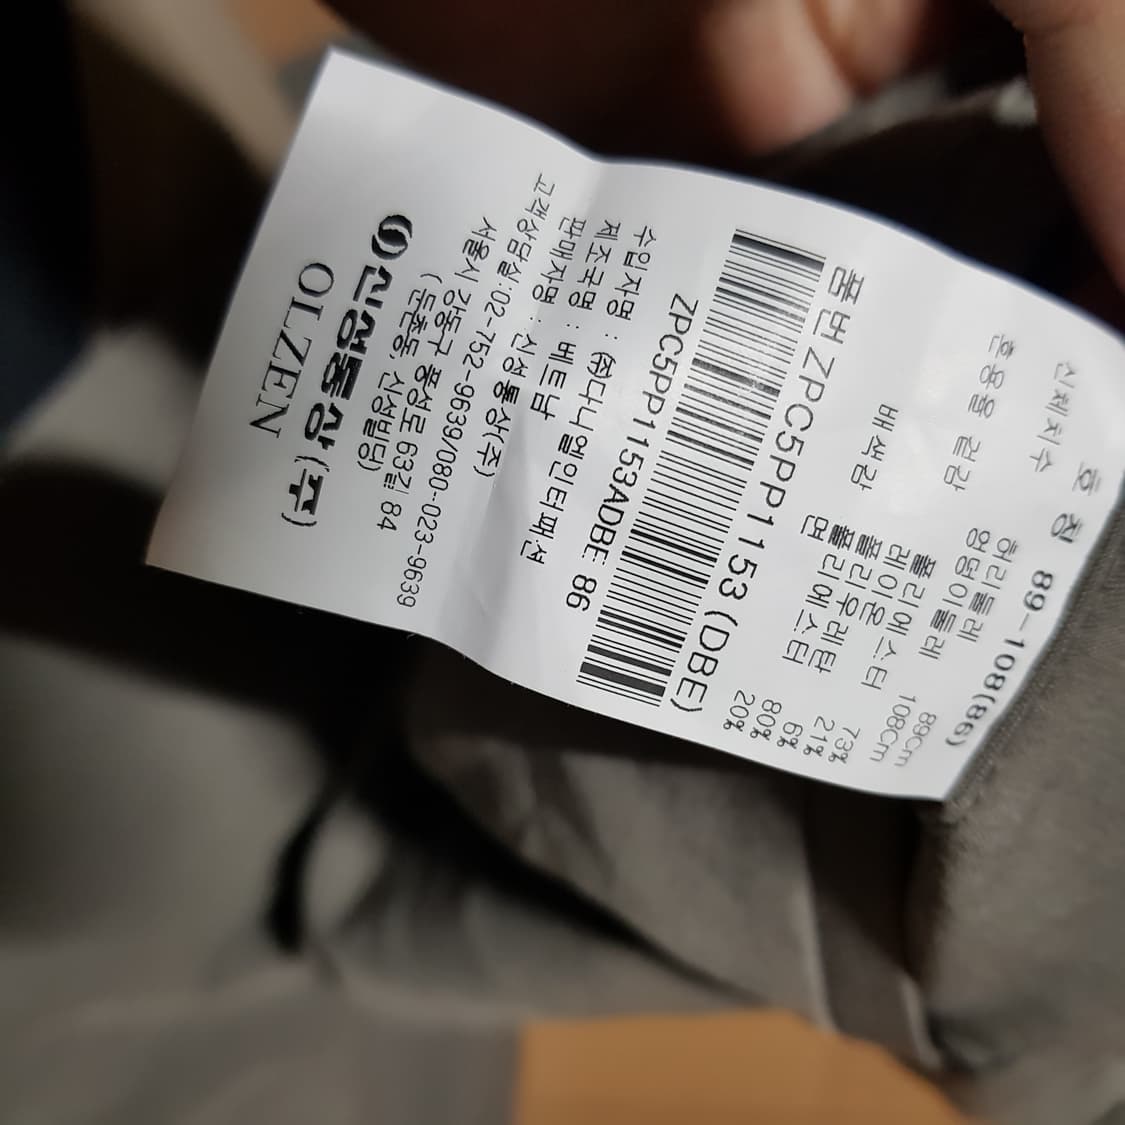 호 칭 89-108(86)
신체치수 허리둘레 89cm
엉덩이둘레 108cm
혼용율 겉감 폴리에스터 73%
레이온 21%
폴리우레탄 6%
배색감 폴리에스터 80%
면 20%
품번 ZPC5PP1153(DBE)
ZPC5PP1153ADBE 86
수입자명 : ㈜다니엘인터패션
제조국명 : 베트남
판매자명 : 신성통상(주)
고객상담실:02-752-9639/080-023-9639
서울시 강동구 풍성로 63길 84
(둔촌동, 신성빌딩)
신성통상(주)
OLZEN